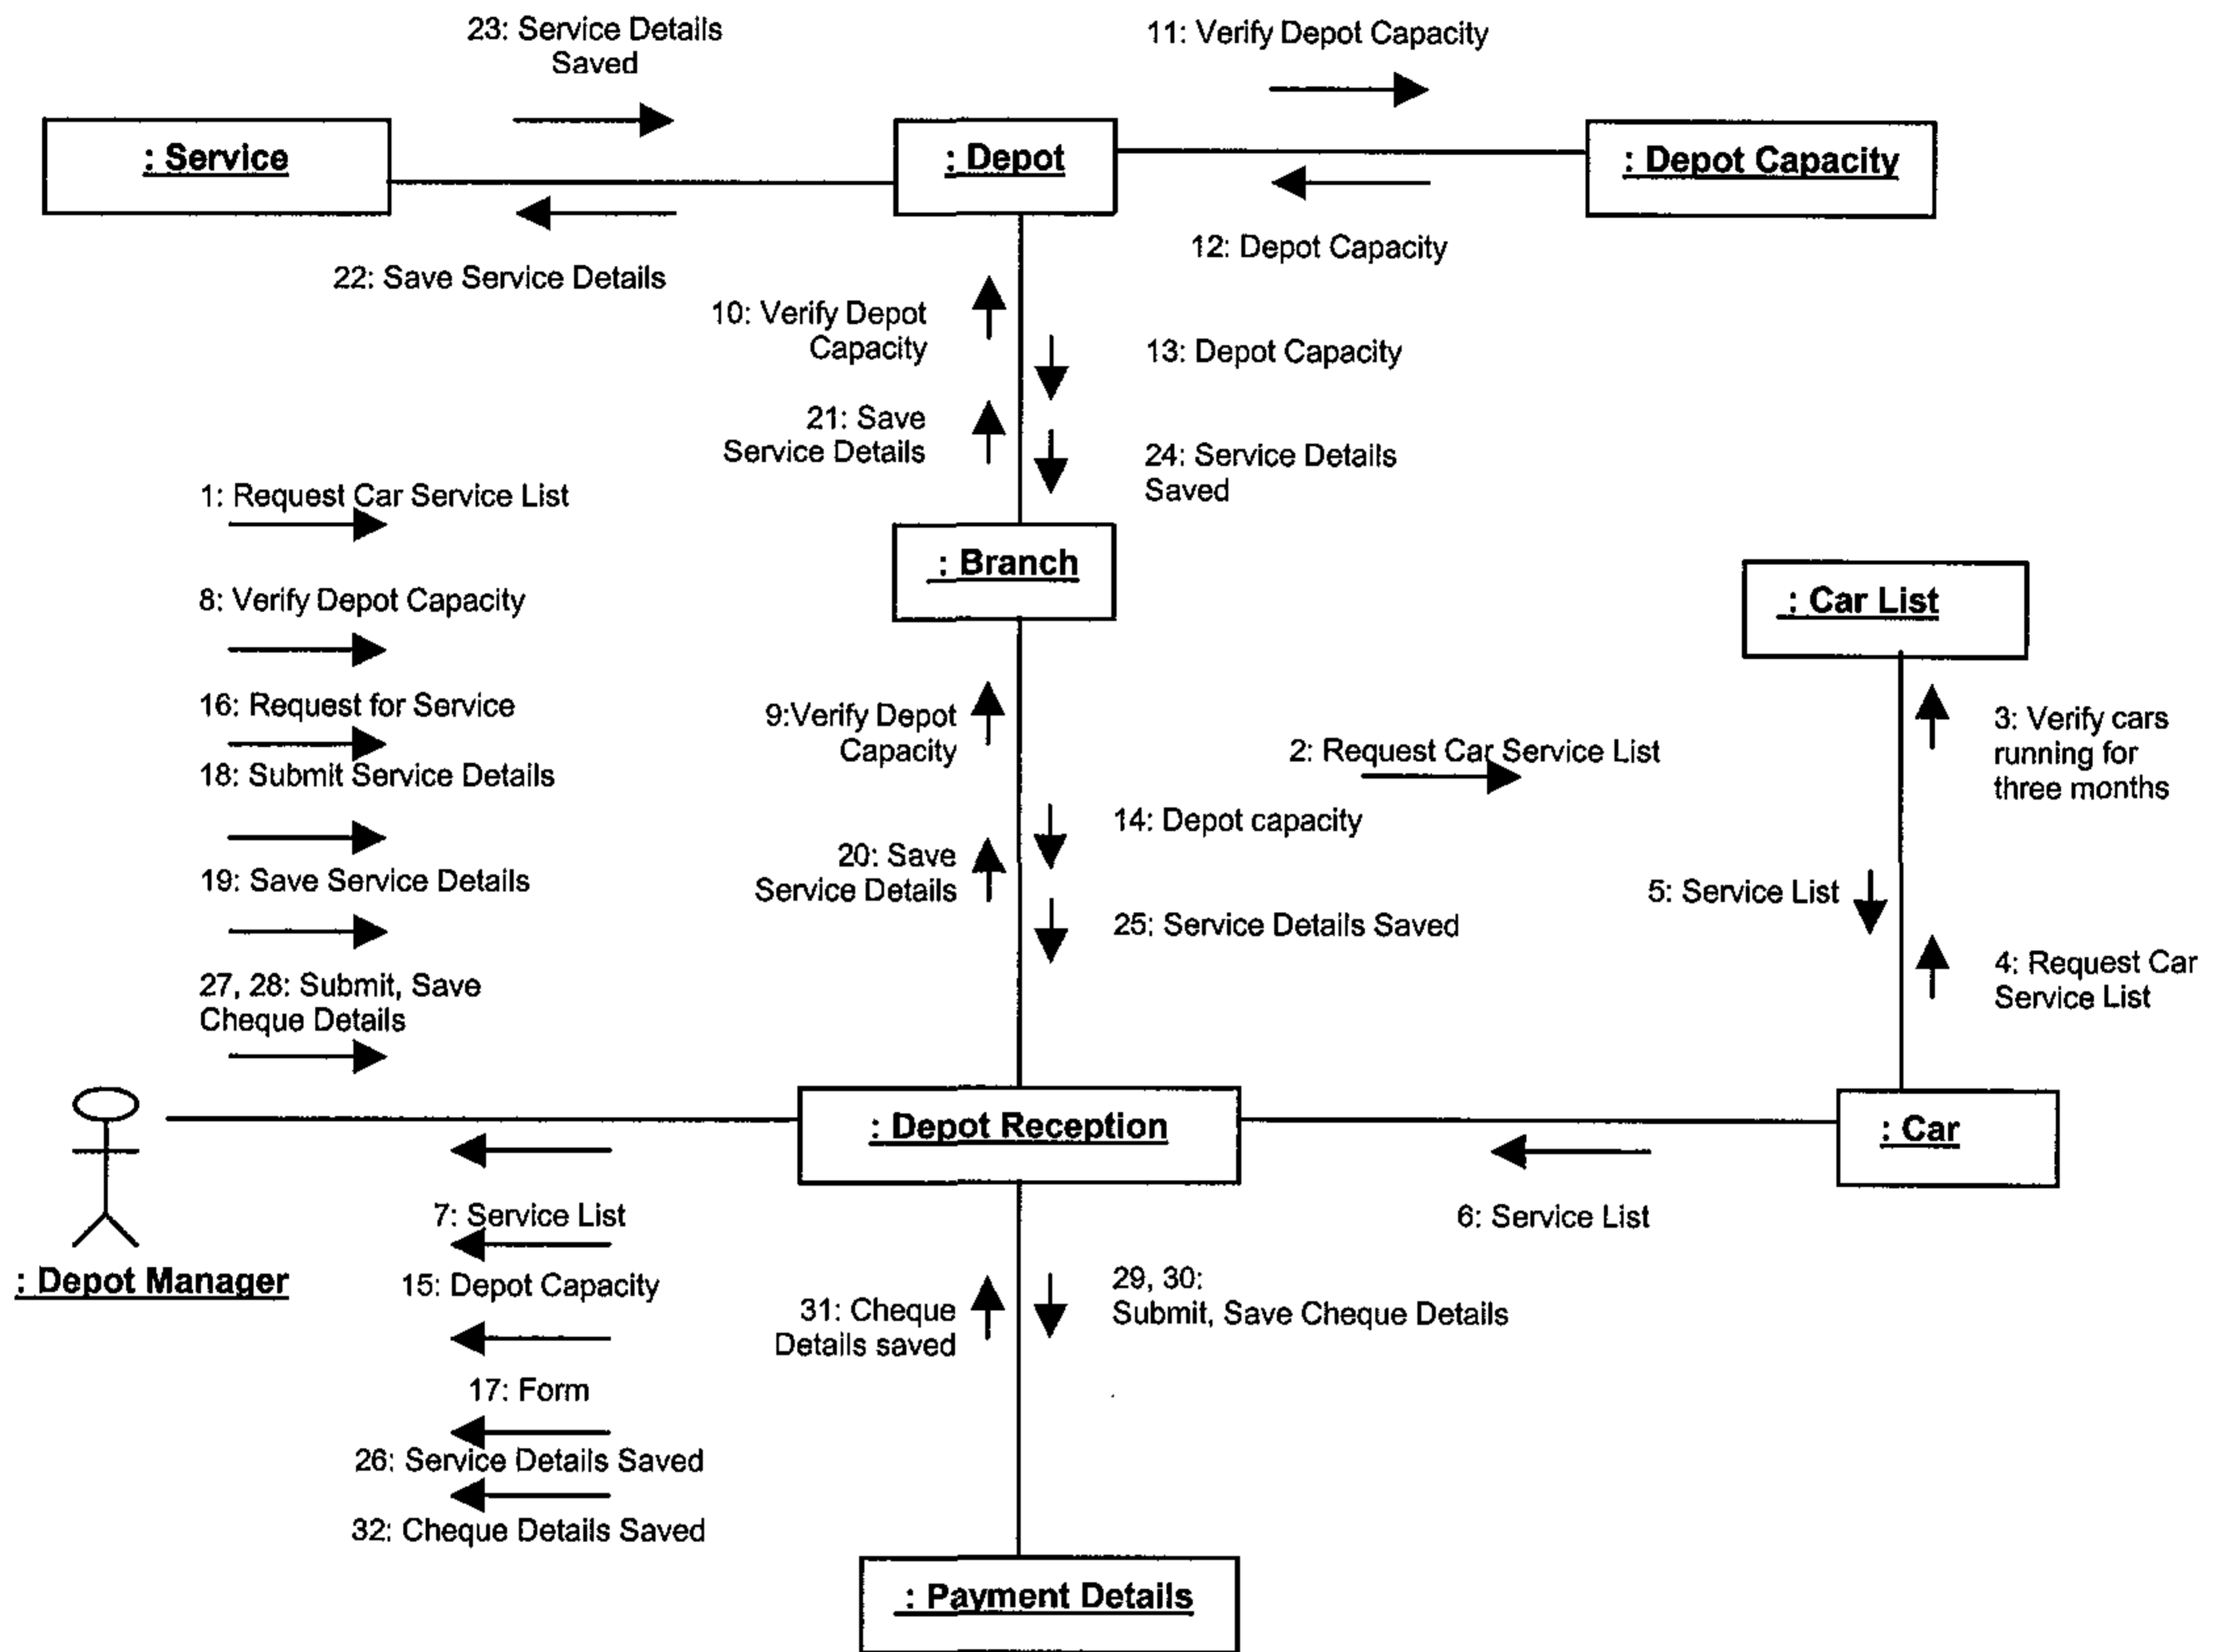 23: Service Details
Saved
11: Verify Depot Capacity
: Service
: Depot
: Depot Capacity
22: Save Service Details
12: Depot Capacity
10: Verify Depot
Capacity
13: Depot Capacity
21: Save
Service Details
24: Service Details
Saved
1: Request Car Service List
: Branch
8: Verify Depot Capacity
: Car List
16: Request for Service
9:Verify Depot
Capacity
2: Request Car Service List
3: Verify cars
running for
three months
18: Submit Service Details
14: Depot capacity
20: Save
Service Details
19: Save Service Details
5: Service List
25: Service Details Saved
4: Request Car
Service List
27, 28: Submit, Save
Cheque Details
: Depot Reception
: Car
7: Service List
6: Service List
: Depot Manager
15: Depot Capacity
31: Cheque
Details saved
29, 30:
Submit, Save Cheque Details
17: Form
26: Service Details Saved
32: Cheque Details Saved
: Payment Details